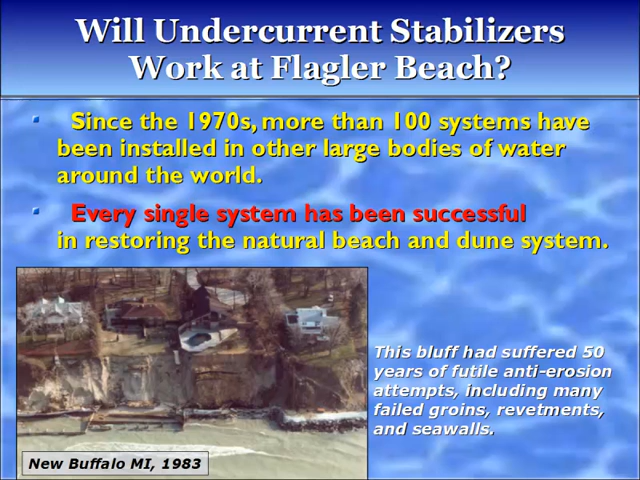 Will Undercurrent Stabilizers
Work at Flagler Beach?
Since the 1970s, more than 100 systems have
been installed in other large bodies of water
around the world.
Every single system has been successful
in restoring the natural beach and dune system.
This bluff had suffered 50
years of futile anti-erosion
attempts, including many
failed groins, revetments,
and seawalls.
New Buffalo MI, 1983